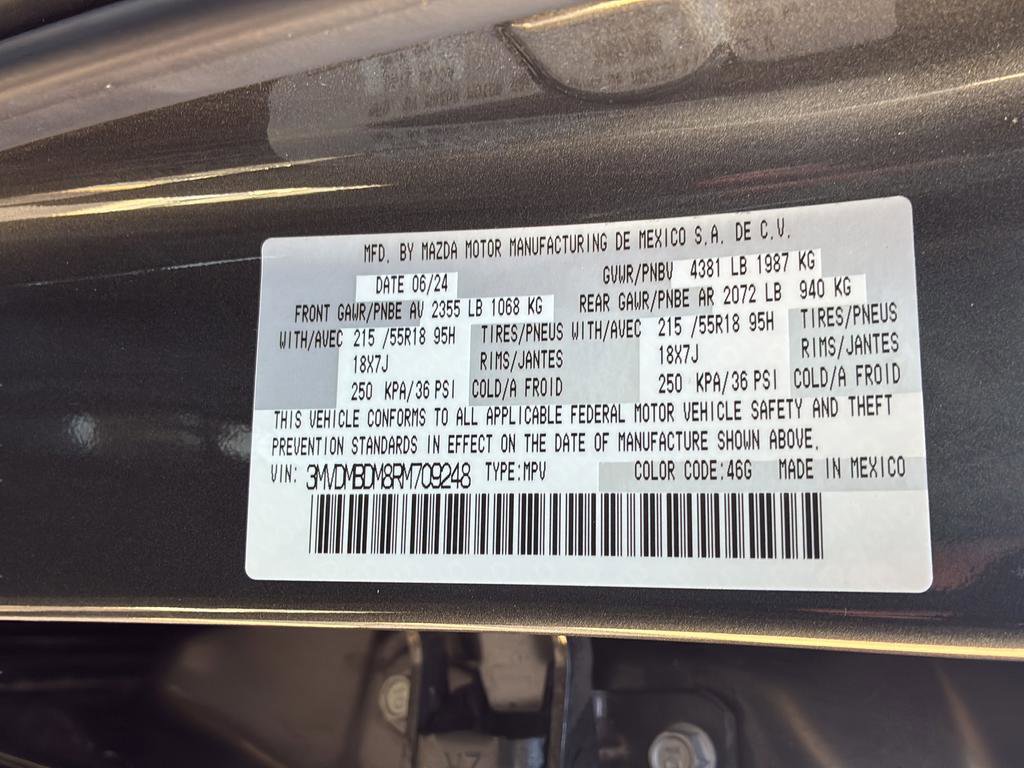 MFD. BY MAZDA MOTOR MANUFACTURING DE MEXICO S.A. DE C.V.
DATE 06/24 GVWR/PNBV 4381 LB 1987 KG
FRONT GAWR/PNBE AV 2355 LB 1068 KG REAR GAWR/PNBE AR 2072 LB 940 KG
WITH/AVEC 215 /55R18 95H TIRES/PNEUS WITH/AVEC 215 /55R18 95H TIRES/PNEUS
18X7J RIMS/JANTES 18X7J RIMS/JANTES
250 KPA/36 PSI COLD/A FROID 250 KPA/36 PSI COLD/A FROID
THIS VEHICLE CONFORMS TO ALL APPLICABLE FEDERAL MOTOR VEHICLE SAFETY AND THEFT
PREVENTION STANDARDS IN EFFECT ON THE DATE OF MANUFACTURE SHOWN ABOVE.
VIN: 3MVDMBDM8RM709248 TYPE:MPV COLOR CODE:46G MADE IN MEXICO